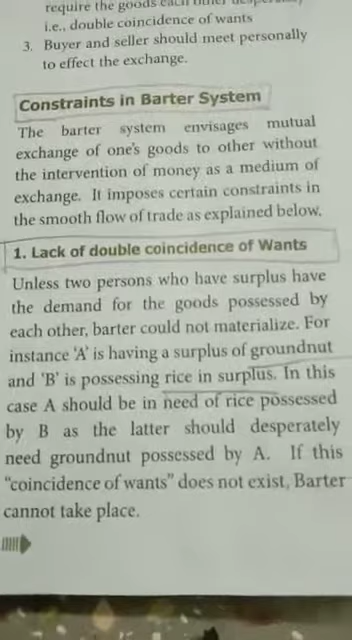 require the goods each other
i.e., double coincidence of wants
3. Buyer and seller should meet personally
to effect the exchange.
Constraints in Barter System
The barter system envisages mutual
exchange of one's goods to other without
the intervention of money as a medium of
exchange. It imposes certain constraints in
the smooth flow of trade as explained below.
1. Lack of double coincidence of Wants
Unless two persons who have surplus have
the demand for the goods possessed by
each other, barter could not materialize. For
instance 'A' is having a surplus of groundnut
and 'B' is possessing rice in surplus. In this
case A should be in need of rice possessed
by B as the latter should desperately
need groundnut possessed by A. If this
"coincidence of wants" does not exist, Barter
cannot take place.